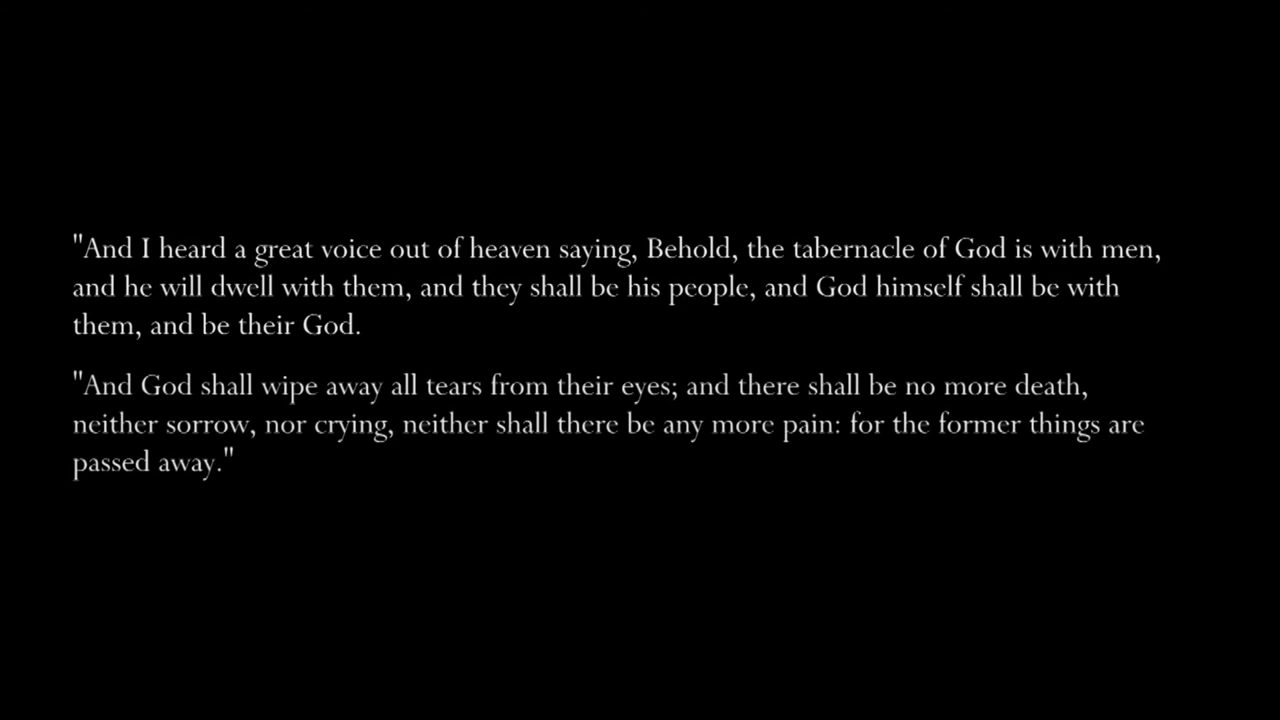 "And I heard a great voice out of heaven saying, Behold, the tabernacle of God is with men,
and he will dwell with them, and they shall be his people, and God himself shall be with
them, and be their God.
"And God shall wipe away all tears from their eyes; and there shall be no more death,
neither sorrow, nor crying, neither shall there be any more pain: for the former things are
passed away."